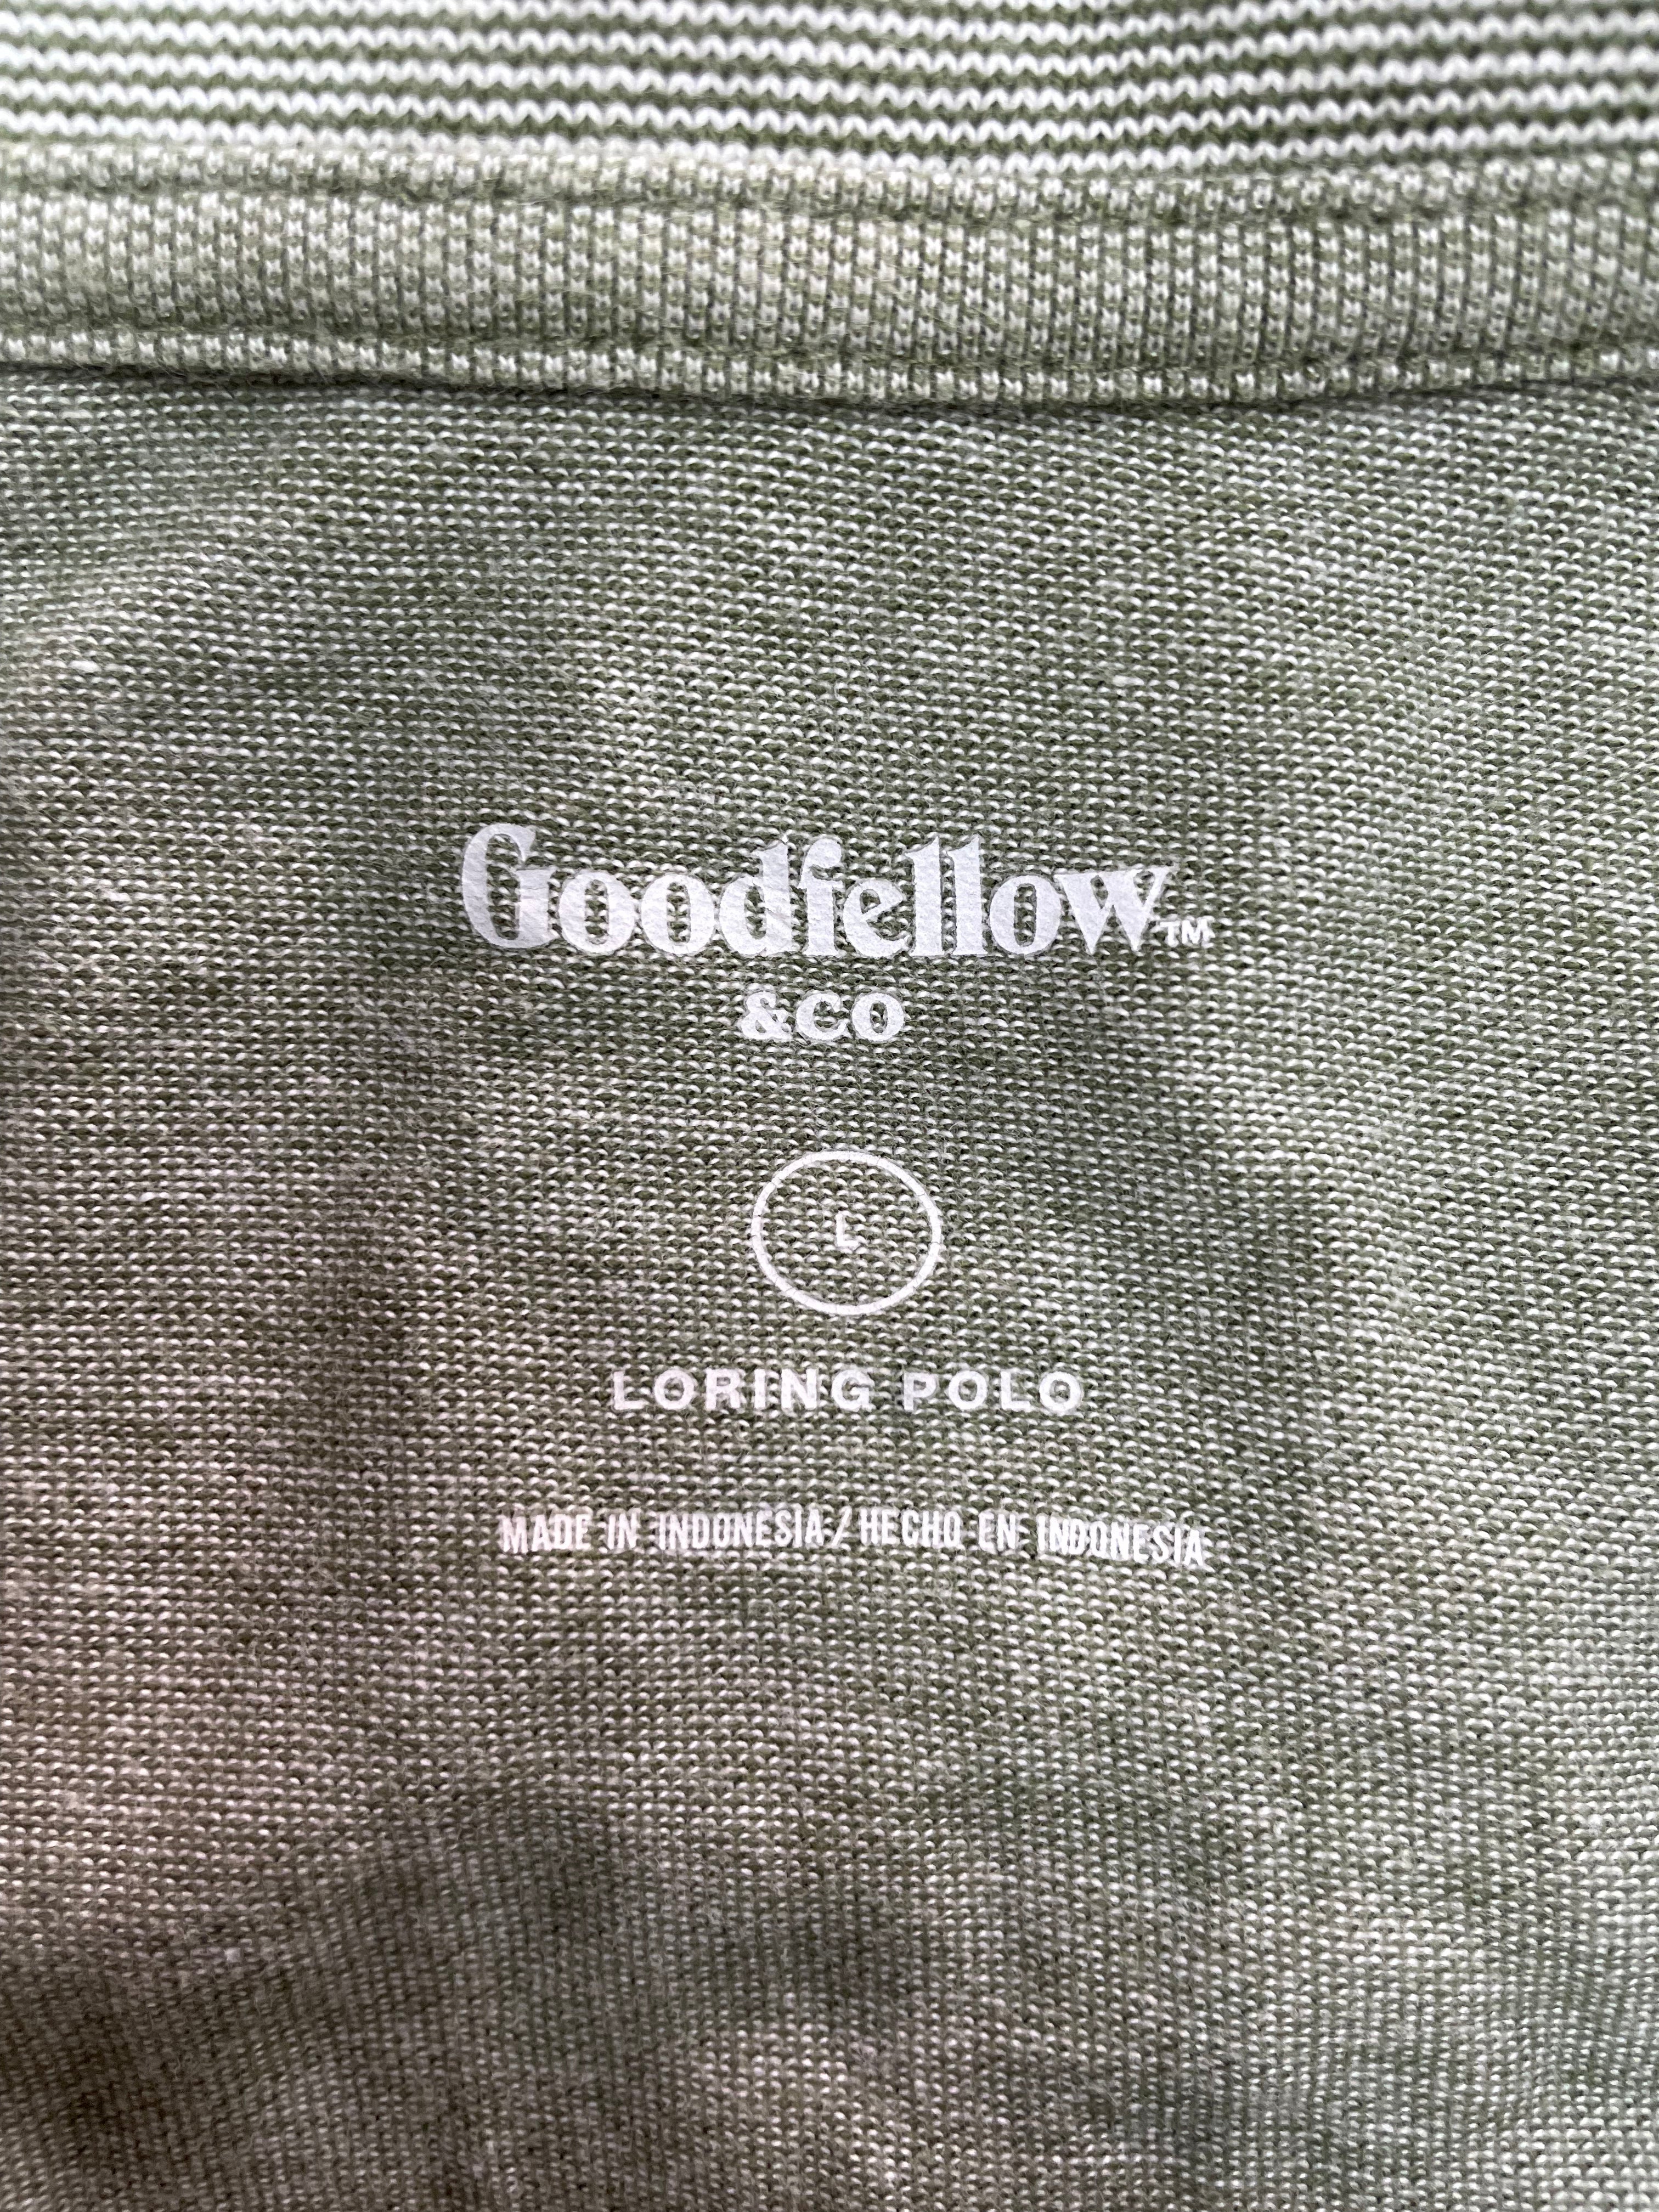 Goodfellow™
&CO
L
LORING POLO
MADE IN INDONESIA/HECHO EN INDONESIA